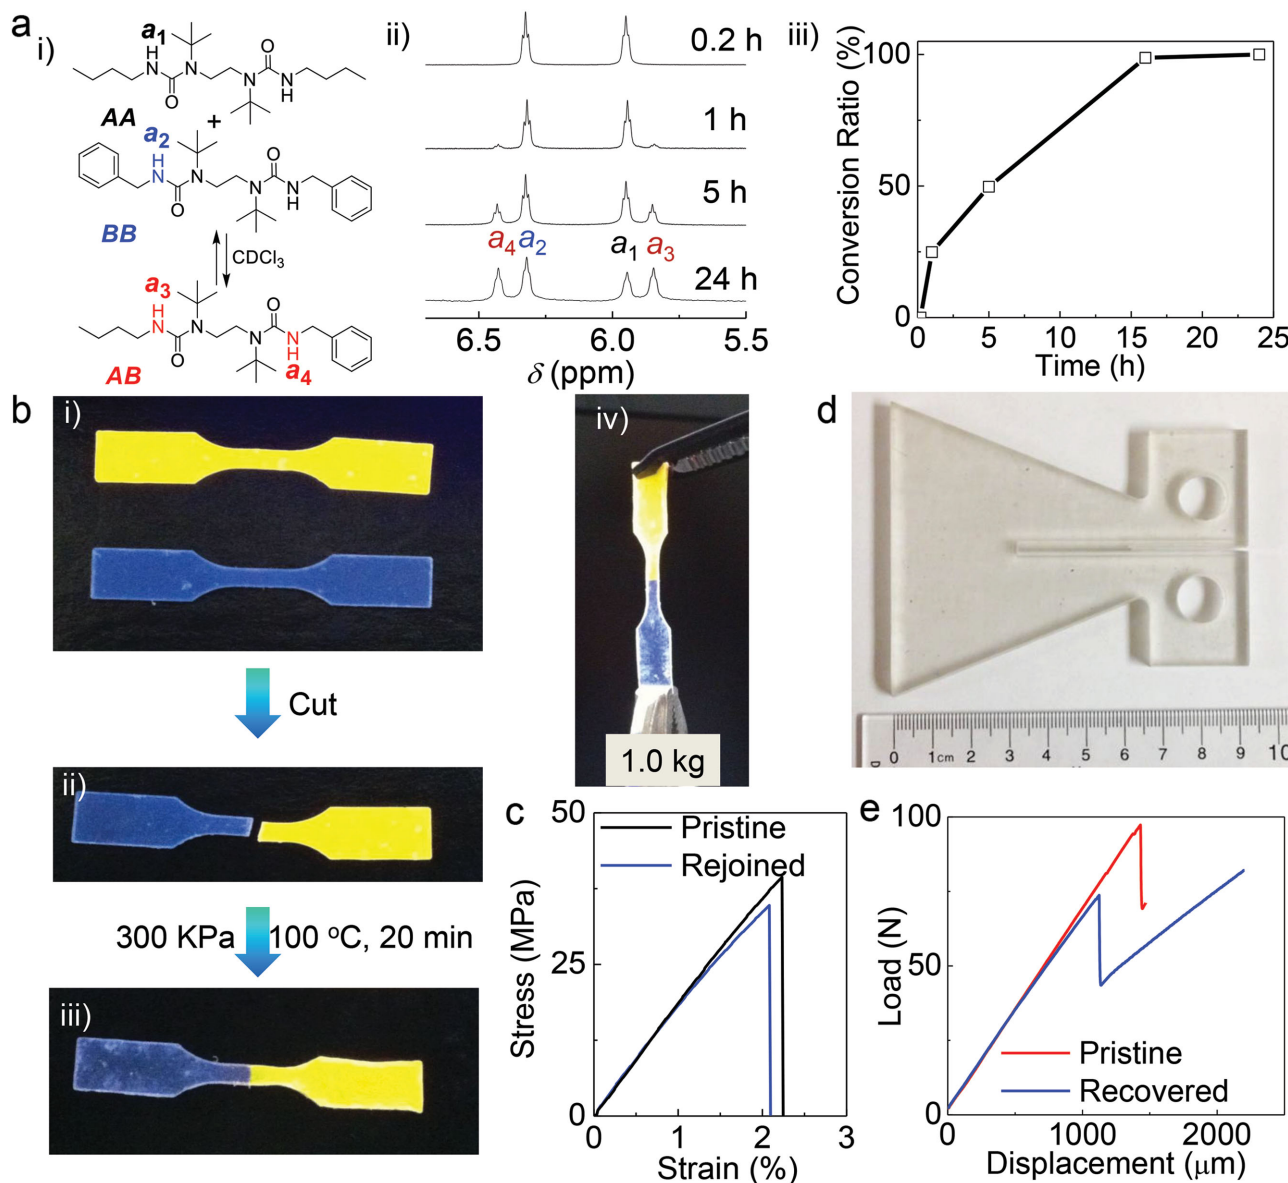 a
i)
a1
H
N
N
O
O
N
N
H
AA
+
a2
H
N
N
O
O
N
N
H
BB
CDCl3
a3
H
N
N
O
O
N
N
H
AB
a4
ii)
0.2 h
1 h
5 h
a4 a2 a1 a3
24 h
6.5 6.0 5.5
δ (ppm)
iii)
Conversion Ratio (%)
100
50
0
0 5 10 15 20 25
Time (h)
b
i)
Cut
ii)
300 KPa 100 °C, 20 min
iii)
iv)
1.0 kg
c
Stress (MPa)
50
25
0
Pristine
Rejoined
0 1 2 3
Strain (%)
d
0 1cm 2 3 4 5 6 7 8 9 10
e
Load (N)
100
50
0
Pristine
Recovered
0 1000 2000
Displacement (μm)